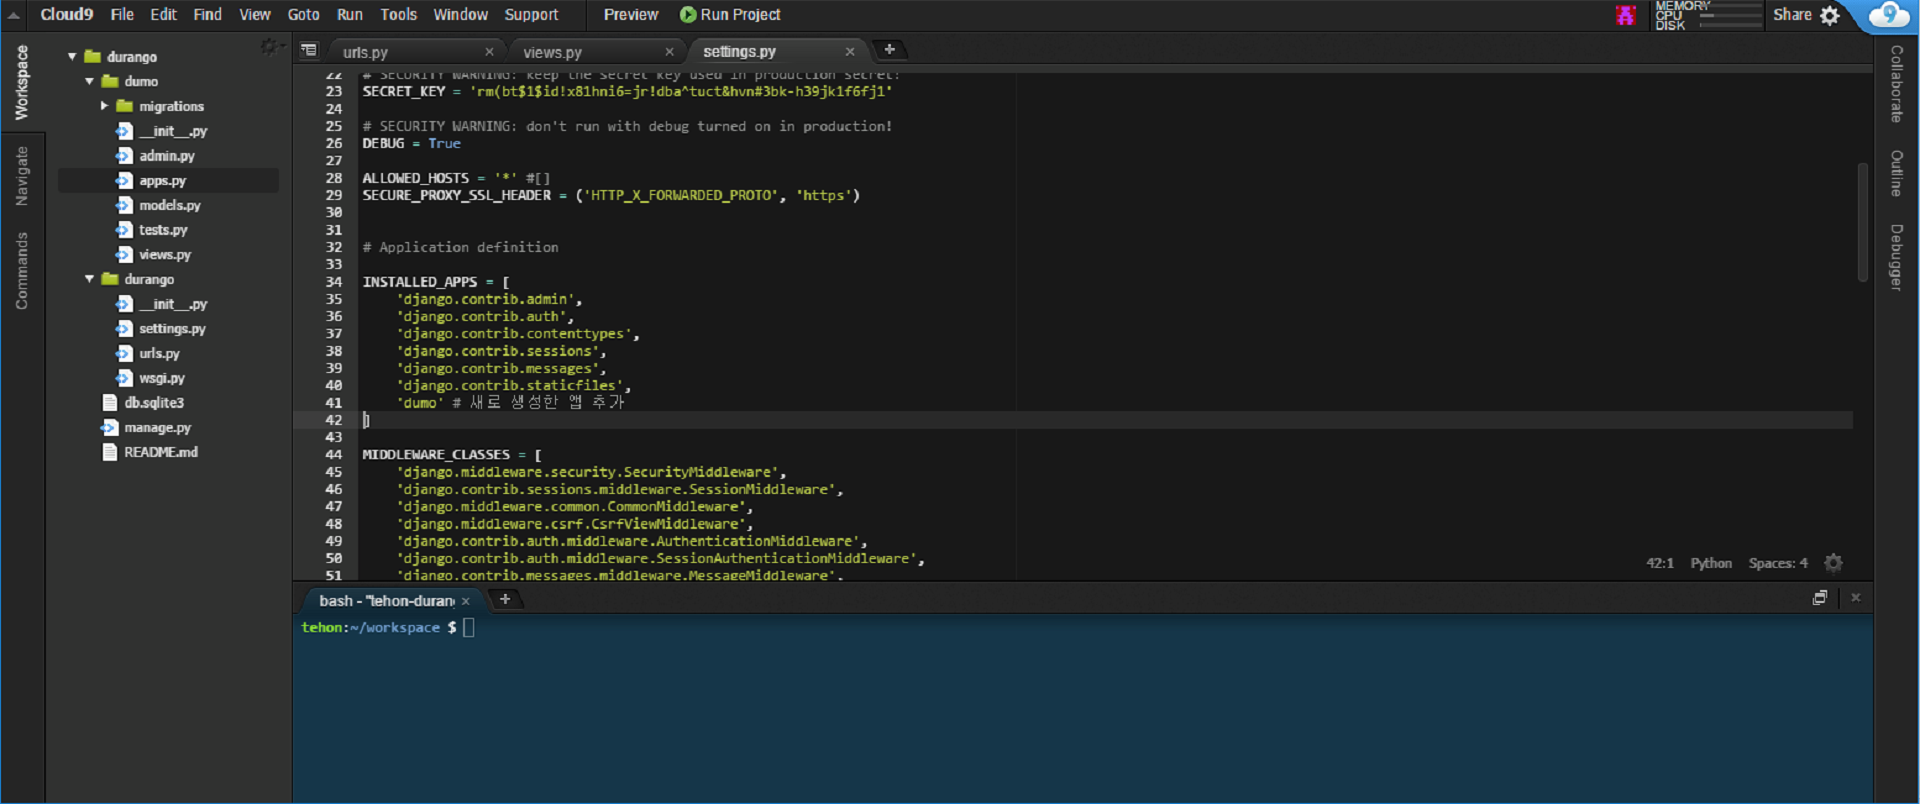 Cloud9 File Edit Find View Goto Run Tools Window Support Preview Run Project MEMORY CPU DISK Share
Workspace
Navigate
Commands
durango
dumo
migrations
__init__.py
admin.py
apps.py
models.py
tests.py
views.py
durango
__init__.py
settings.py
urls.py
wsgi.py
db.sqlite3
manage.py
README.md
urls.py × views.py × settings.py × +
22 # SECURITY WARNING: keep the secret key used in production secret!
23 SECRET_KEY = 'rm(bt$1$id!x81hni6=jr!dba^tuct&hvn#3bk-h39jk1f6fj1'
24
25 # SECURITY WARNING: don't run with debug turned on in production!
26 DEBUG = True
27
28 ALLOWED_HOSTS = '*' #[]
29 SECURE_PROXY_SSL_HEADER = ('HTTP_X_FORWARDED_PROTO', 'https')
30
31
32 # Application definition
33
34 INSTALLED_APPS = [
35 'django.contrib.admin',
36 'django.contrib.auth',
37 'django.contrib.contenttypes',
38 'django.contrib.sessions',
39 'django.contrib.messages',
40 'django.contrib.staticfiles',
41 'dumo' # 새로 생성한 앱 추가
42 ]
43
44 MIDDLEWARE_CLASSES = [
45 'django.middleware.security.SecurityMiddleware',
46 'django.contrib.sessions.middleware.SessionMiddleware',
47 'django.middleware.common.CommonMiddleware',
48 'django.middleware.csrf.CsrfViewMiddleware',
49 'django.contrib.auth.middleware.AuthenticationMiddleware',
50 'django.contrib.auth.middleware.SessionAuthenticationMiddleware',
51 'django.contrib.messages.middleware.MessageMiddleware',
42:1 Python Spaces: 4
bash - "tehon-duran × +
tehon:~/workspace $
Collaborate
Outline
Debugger